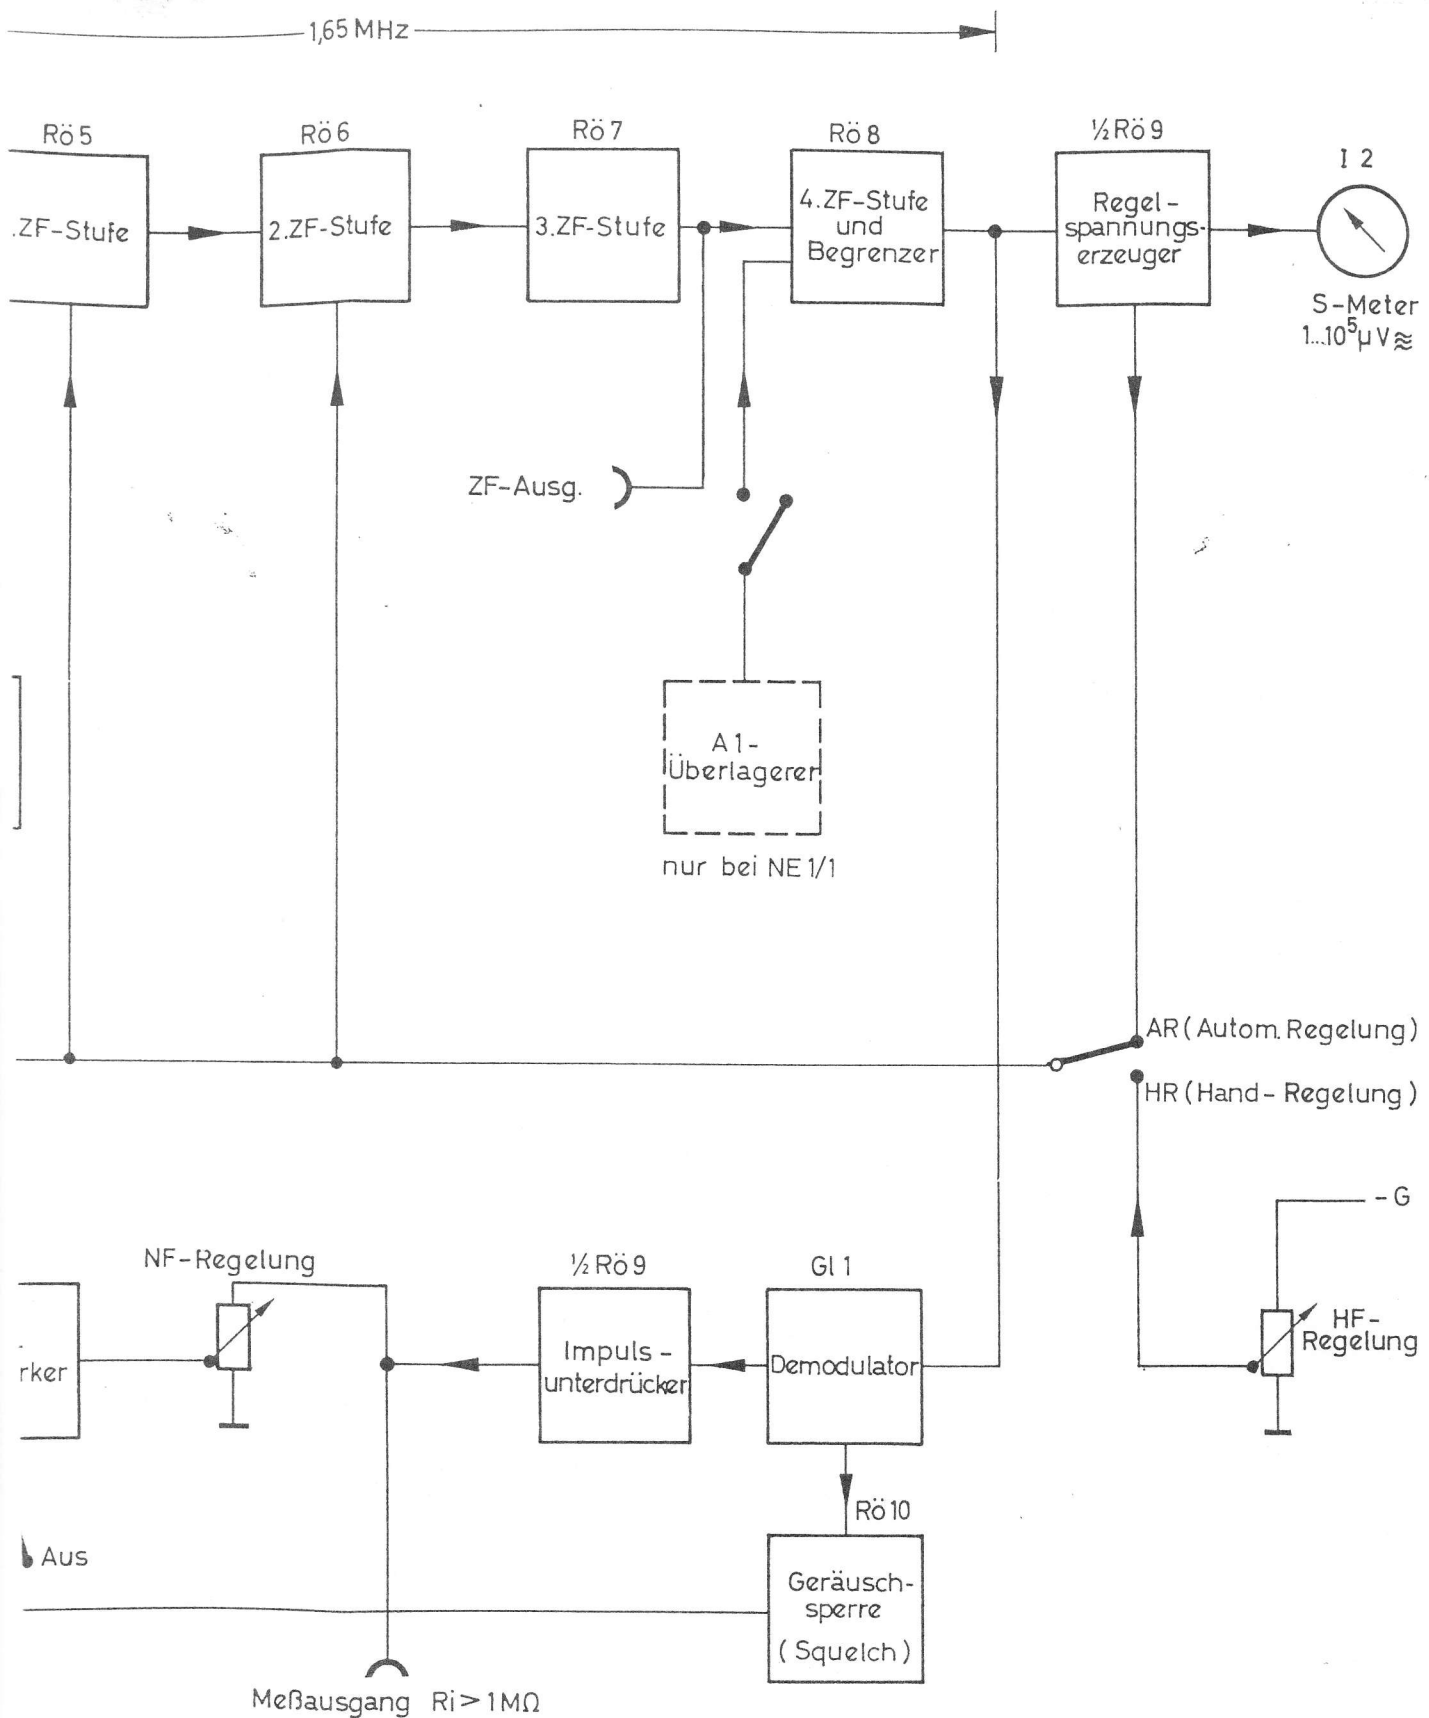 1,65 MHz
Rö 5
Rö 6
Rö 7
Rö 8
½ Rö 9
I 2
.ZF-Stufe
2.ZF-Stufe
3.ZF-Stufe
4.ZF-Stufe
und
Begrenzer
Regel-
spannungs-
erzeuger
S-Meter
1...10⁵µV≋
ZF-Ausg.
A 1-
Überlagerer
nur bei NE 1/1
AR (Autom. Regelung)
HR (Hand-Regelung)
- G
HF-
Regelung
NF-Regelung
½ Rö 9
Gl 1
rker
Impuls-
unterdrücker
Demodulator
Rö 10
Aus
Geräusch-
sperre
(Squelch)
Meßausgang Ri > 1 MΩ